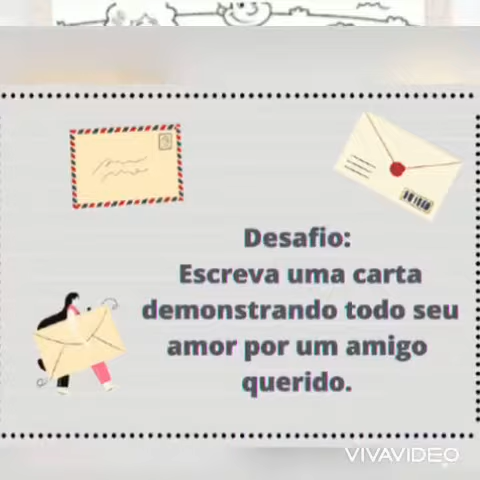 Desafio:
Escreva uma carta
demonstrando todo seu
amor por um amigo
querido.
VIVAVIDEO